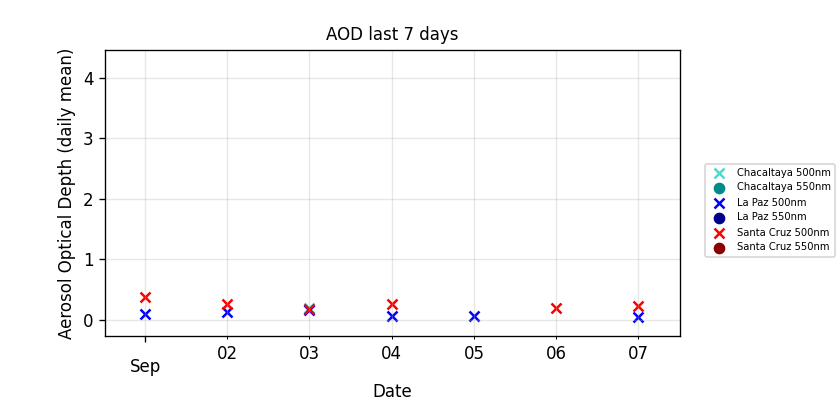 AOD last 7 days
Aerosol Optical Depth (daily mean)
4
3
2
1
0
Sep
02
03
04
05
06
07
Date
Chacaltaya 500nm
Chacaltaya 550nm
La Paz 500nm
La Paz 550nm
Santa Cruz 500nm
Santa Cruz 550nm